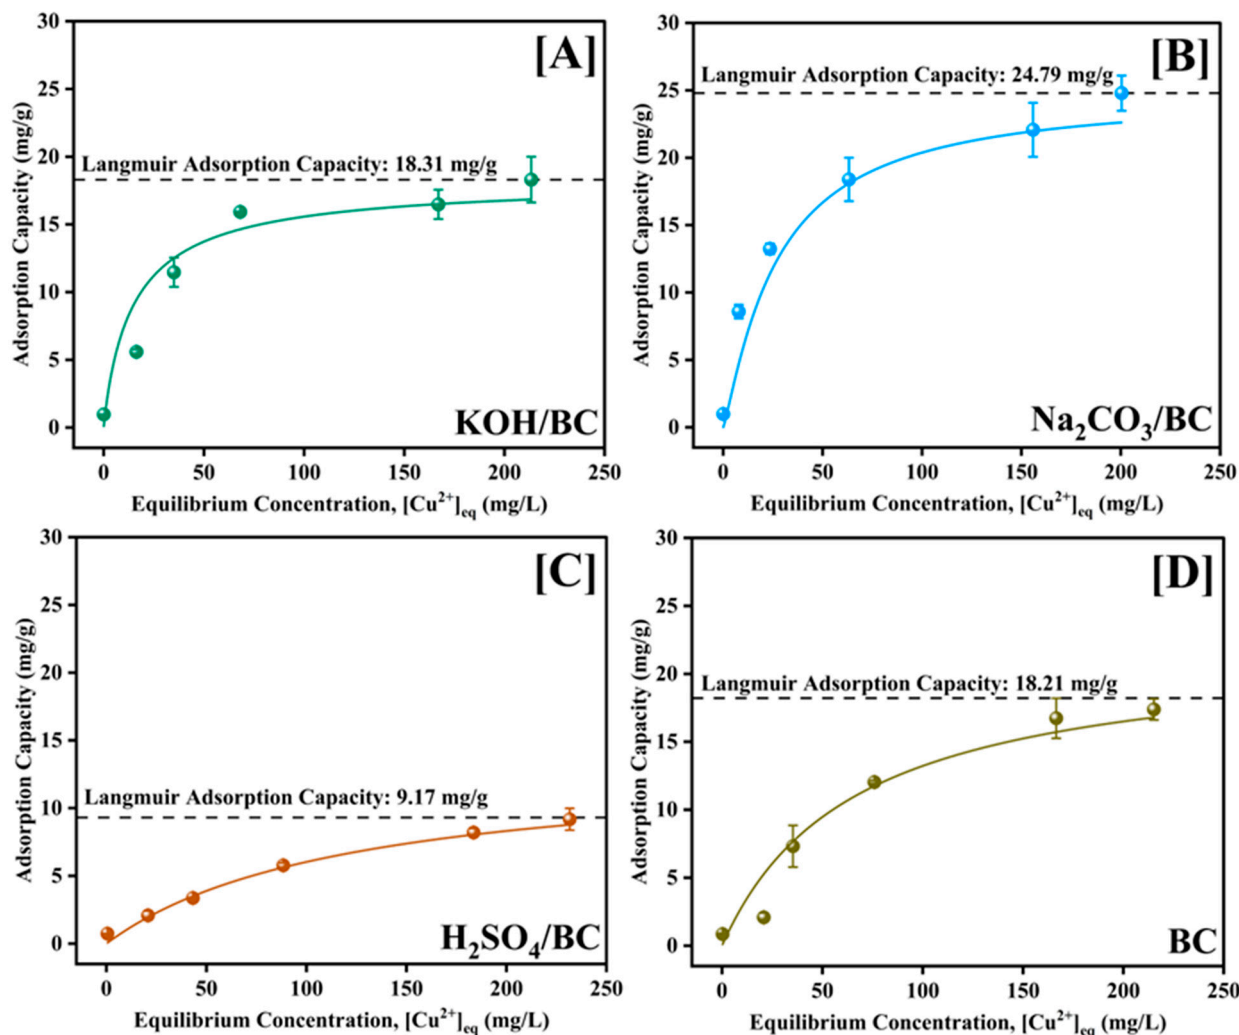 [A]
Langmuir Adsorption Capacity: 18.31 mg/g
KOH/BC
Adsorption Capacity (mg/g)
30
25
20
15
10
5
0
0 50 100 150 200 250
Equilibrium Concentration, [Cu²⁺]ₑq (mg/L)
[B]
Langmuir Adsorption Capacity: 24.79 mg/g
Na₂CO₃/BC
Adsorption Capacity (mg/g)
30
25
20
15
10
5
0
0 50 100 150 200 250
Equilibrium Concentration, [Cu²⁺]ₑq (mg/L)
[C]
Langmuir Adsorption Capacity: 9.17 mg/g
H₂SO₄/BC
Adsorption Capacity (mg/g)
30
25
20
15
10
5
0
0 50 100 150 200 250
Equilibrium Concentration, [Cu²⁺]ₑq (mg/L)
[D]
Langmuir Adsorption Capacity: 18.21 mg/g
BC
Adsorption Capacity (mg/g)
30
25
20
15
10
5
0
0 50 100 150 200 250
Equilibrium Concentration, [Cu²⁺]ₑq (mg/L)